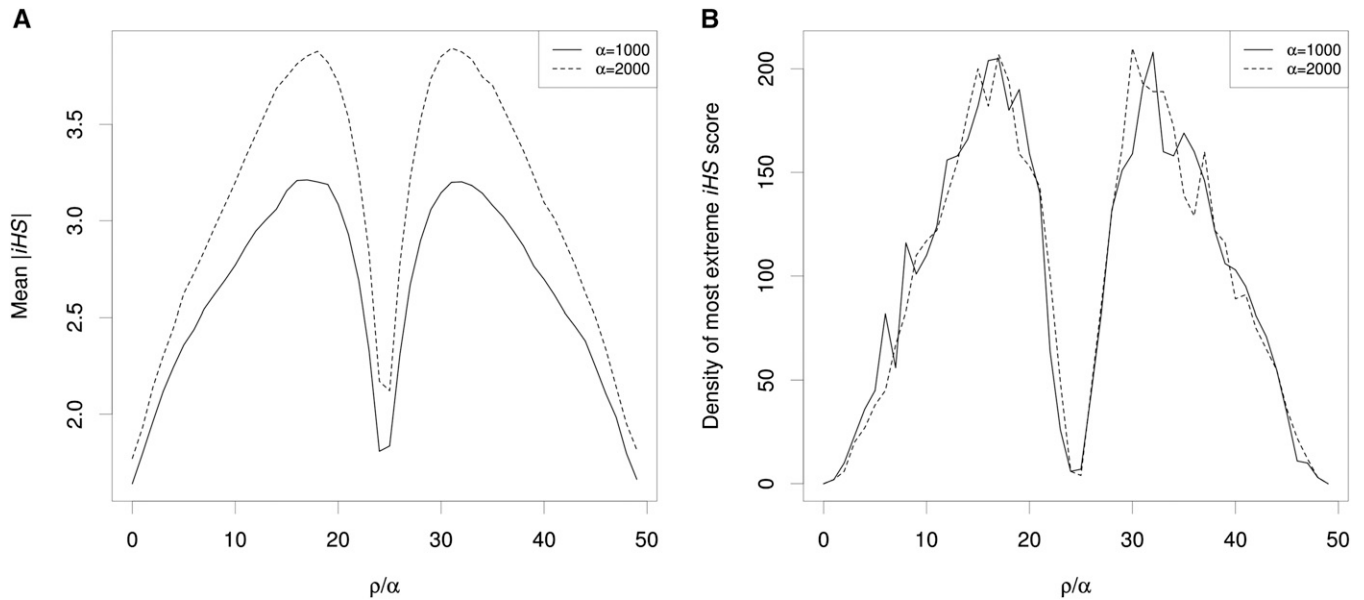 A
Mean |iHS|
3.5
3.0
2.5
2.0
α=1000
α=2000
0 10 20 30 40 50
ρ/α
B
Density of most extreme iHS score
200
150
100
50
0
α=1000
α=2000
0 10 20 30 40 50
ρ/α